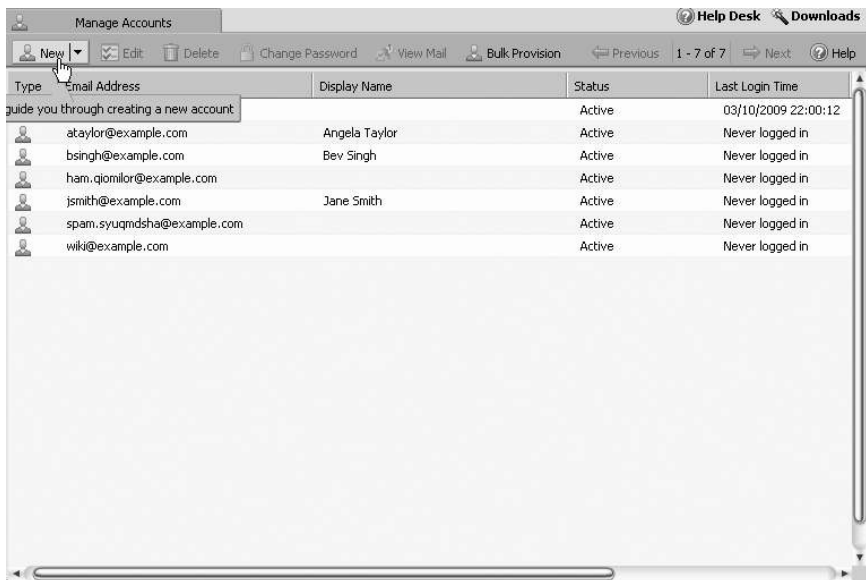 Manage Accounts
Help Desk Downloads
New Edit Delete Change Password View Mail Bulk Provision Previous 1 - 7 of 7 Next Help
Type Email Address Display Name Status Last Login Time
guide you through creating a new account Active 03/10/2009 22:00:12
ataylor@example.com Angela Taylor Active Never logged in
bsingh@example.com Bev Singh Active Never logged in
ham.qiomilor@example.com Active Never logged in
jsmith@example.com Jane Smith Active Never logged in
spam.syuqmdsha@example.com Active Never logged in
wiki@example.com Active Never logged in